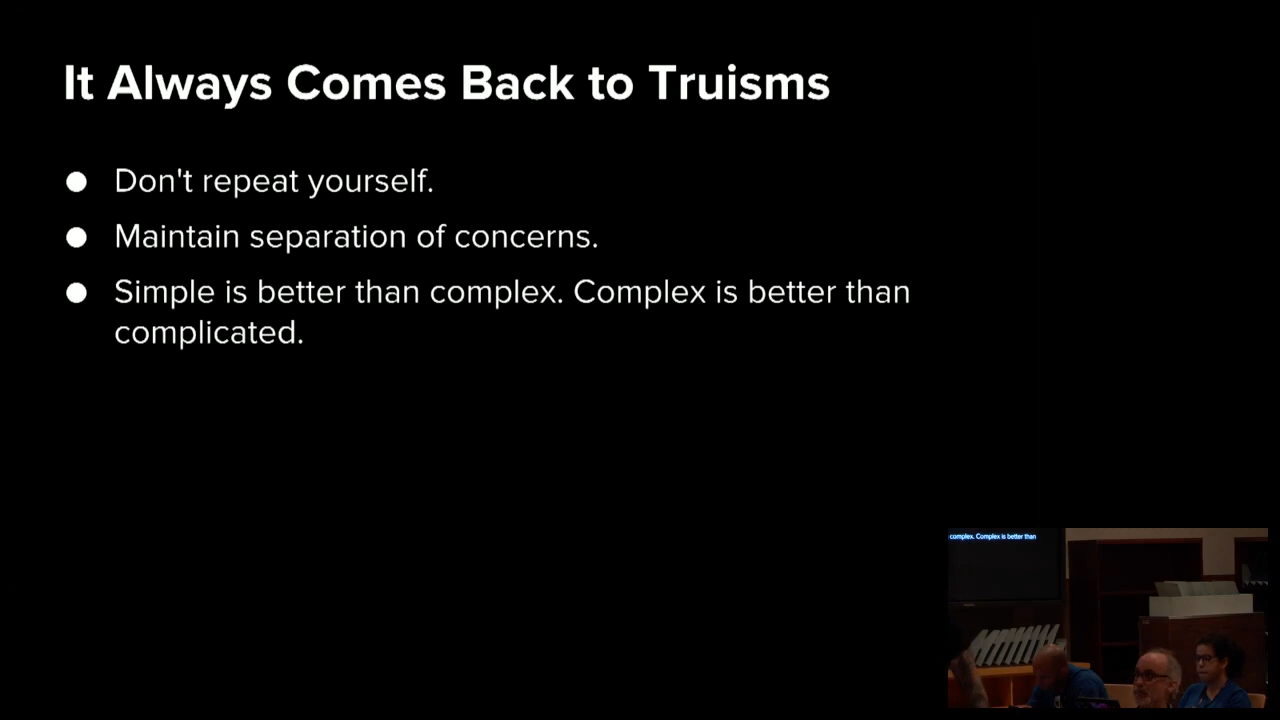 It Always Comes Back to Truisms
● Don't repeat yourself.
● Maintain separation of concerns.
● Simple is better than complex. Complex is better than
complicated.
complex. Complex is better than